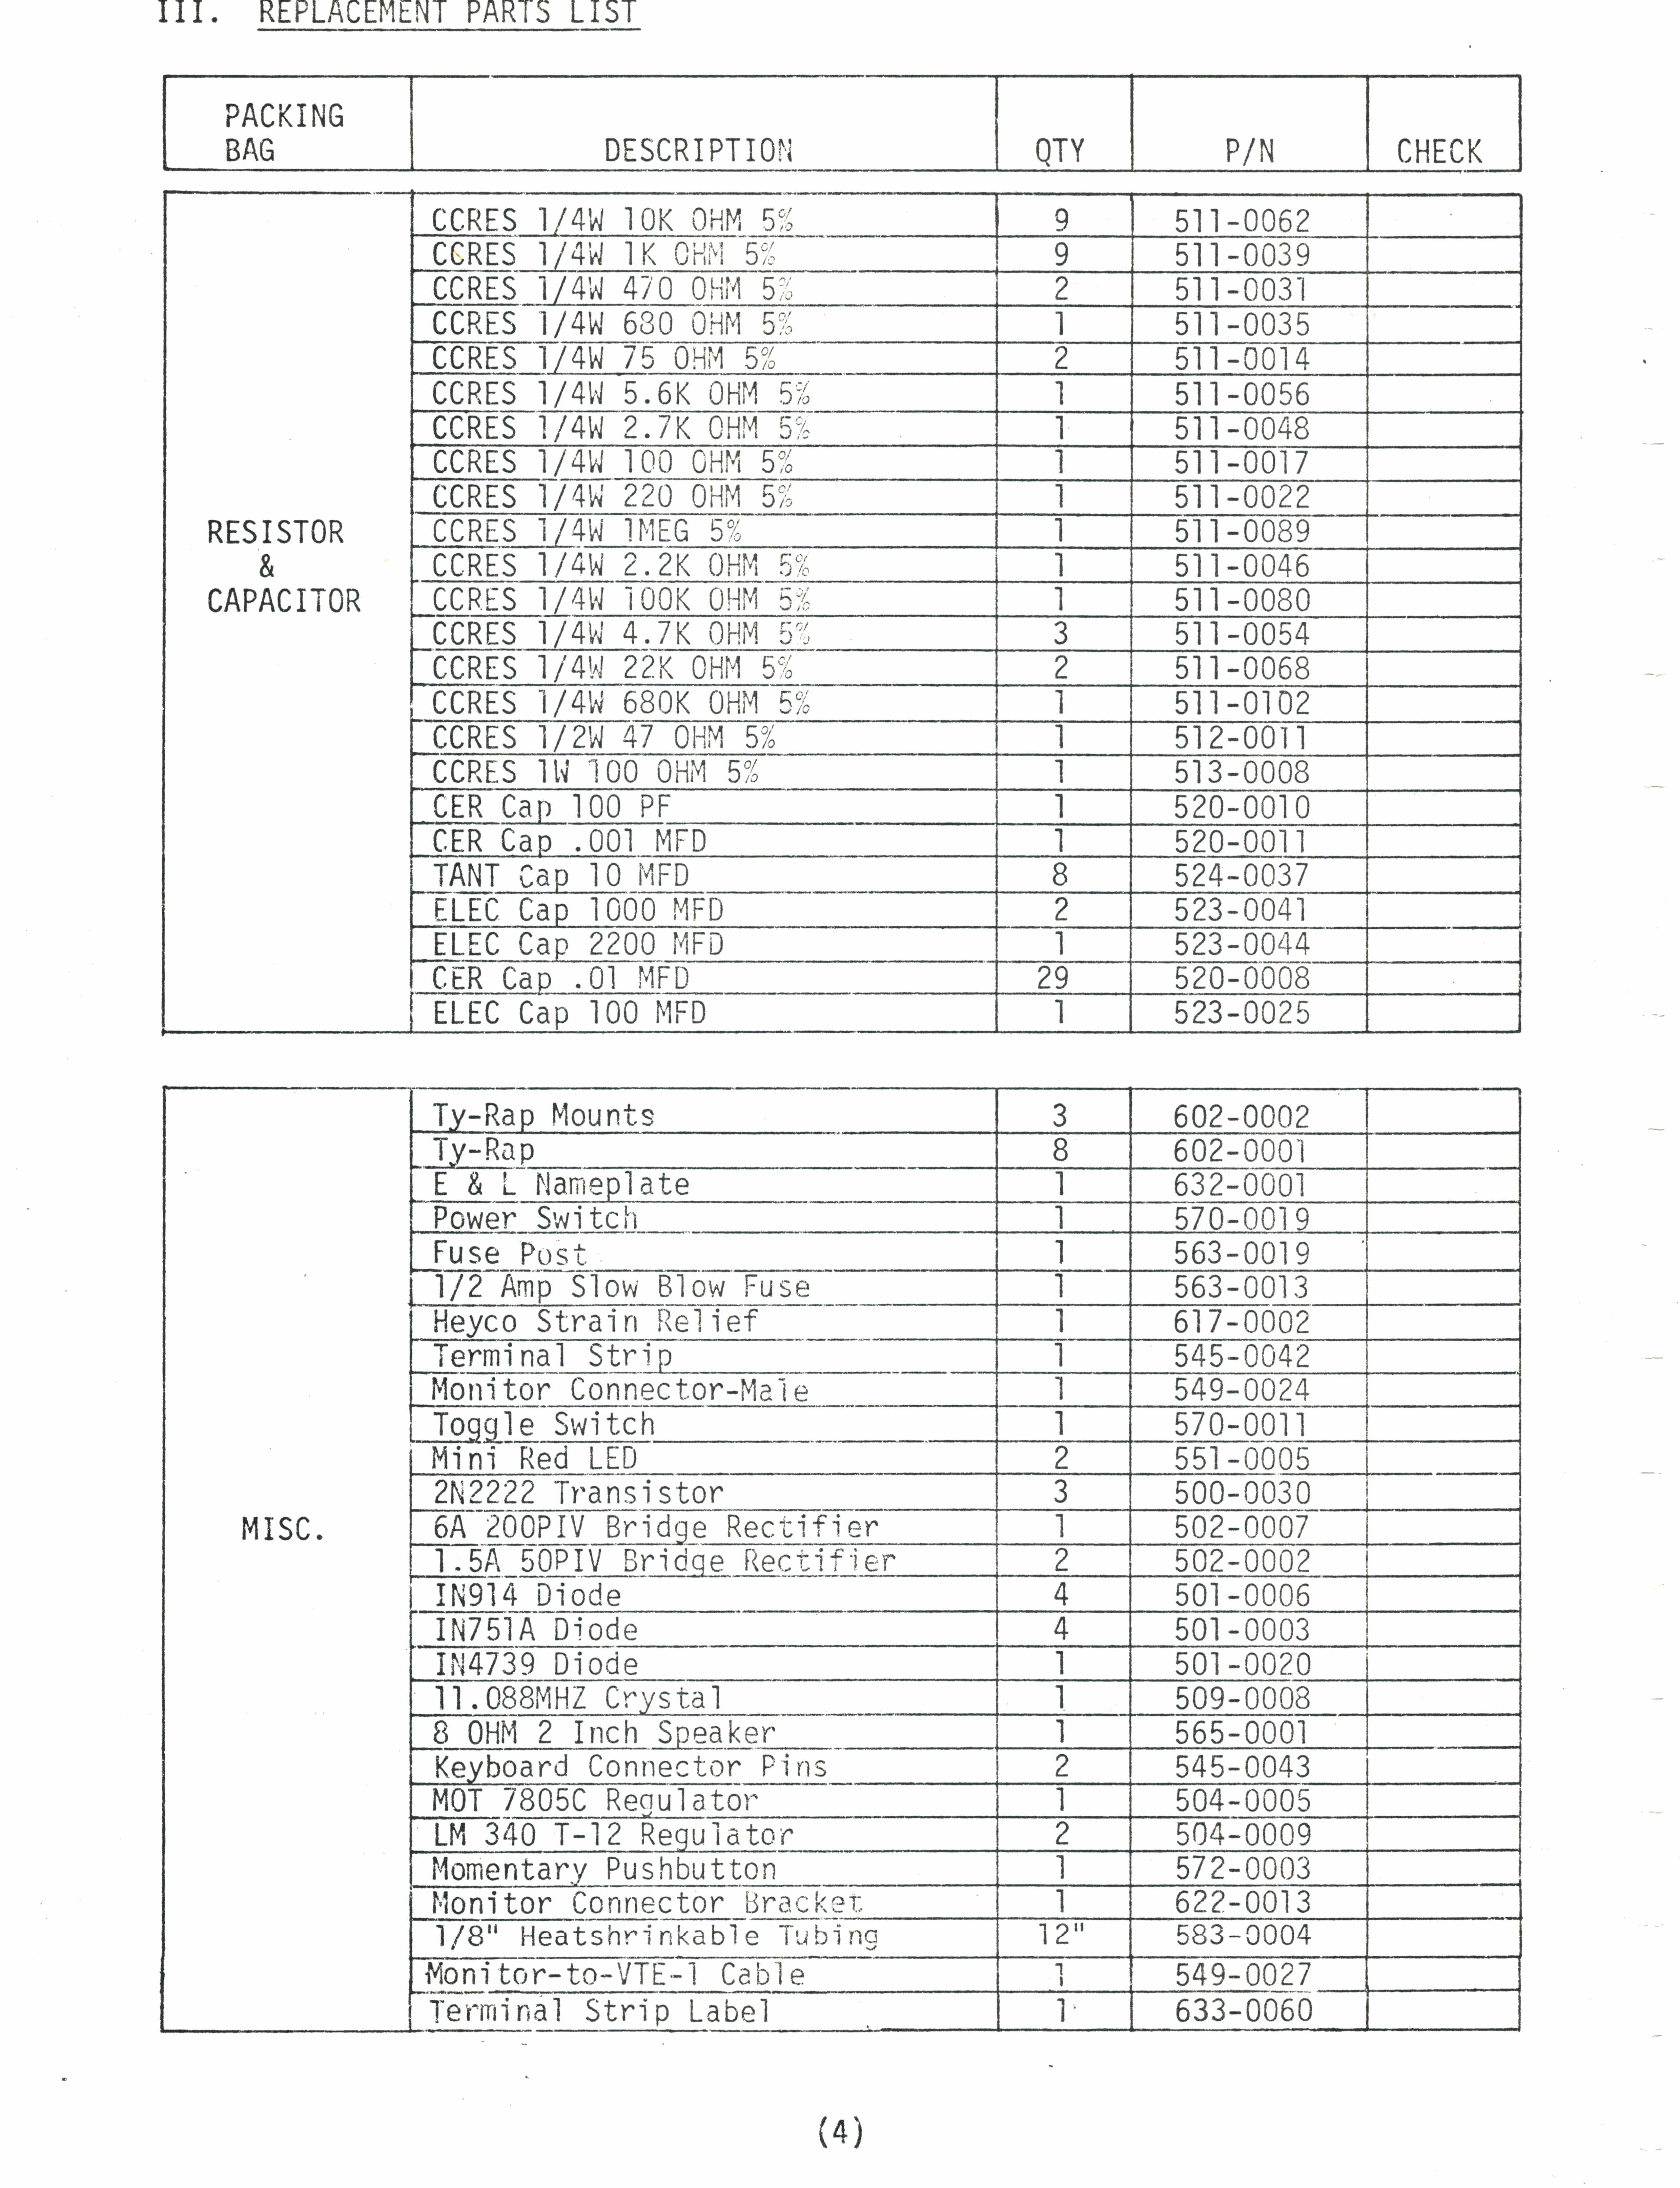 III. REPLACEMENT PARTS LIST
PACKING
BAG DESCRIPTION QTY P/N CHECK
CCRES 1/4W 10K OHM 5% 9 511-0062
CCRES 1/4W 1K OHM 5% 9 511-0039
CCRES 1/4W 470 OHM 5% 2 511-0031
CCRES 1/4W 680 OHM 5% 1 511-0035
CCRES 1/4W 75 OHM 5% 2 511-0014
CCRES 1/4W 5.6K OHM 5% 1 511-0056
CCRES 1/4W 2.7K OHM 5% 1 511-0048
CCRES 1/4W 100 OHM 5% 1 511-0017
CCRES 1/4W 220 OHM 5% 1 511-0022
RESISTOR CCRES 1/4W 1MEG 5% 1 511-0089
& CCRES 1/4W 2.2K OHM 5% 1 511-0046
CAPACITOR CCRES 1/4W 100K OHM 5% 1 511-0080
CCRES 1/4W 4.7K OHM 5% 3 511-0054
CCRES 1/4W 22K OHM 5% 2 511-0068
CCRES 1/4W 680K OHM 5% 1 511-0102
CCRES 1/2W 47 OHM 5% 1 512-0011
CCRES 1W 100 OHM 5% 1 513-0008
CER Cap 100 PF 1 520-0010
CER Cap .001 MFD 1 520-0011
TANT Cap 10 MFD 8 524-0037
ELEC Cap 1000 MFD 2 523-0041
ELEC Cap 2200 MFD 1 523-0044
CER Cap .01 MFD 29 520-0008
ELEC Cap 100 MFD 1 523-0025
Ty-Rap Mounts 3 602-0002
Ty-Rap 8 602-0001
E & L Nameplate 1 632-0001
Power Switch 1 570-0019
Fuse Post 1 563-0019
1/2 Amp Slow Blow Fuse 1 563-0013
Heyco Strain Relief 1 617-0002
Terminal Strip 1 545-0042
Monitor Connector-Male 1 549-0024
Toggle Switch 1 570-0011
Mini Red LED 2 551-0005
2N2222 Transistor 3 500-0030
MISC. 6A 200PIV Bridge Rectifier 1 502-0007
1.5A 50PIV Bridge Rectifier 2 502-0002
IN914 Diode 4 501-0006
IN751A Diode 4 501-0003
IN4739 Diode 1 501-0020
11.088MHZ Crystal 1 509-0008
8 OHM 2 Inch Speaker 1 565-0001
Keyboard Connector Pins 2 545-0043
MOT 7805C Regulator 1 504-0005
LM 340 T-12 Regulator 2 504-0009
Momentary Pushbutton 1 572-0003
Monitor Connector Bracket 1 622-0013
1/8" Heatshrinkable Tubing 12" 583-0004
Monitor-to-VTE-1 Cable 1 549-0027
Terminal Strip Label 1 633-0060
(4)